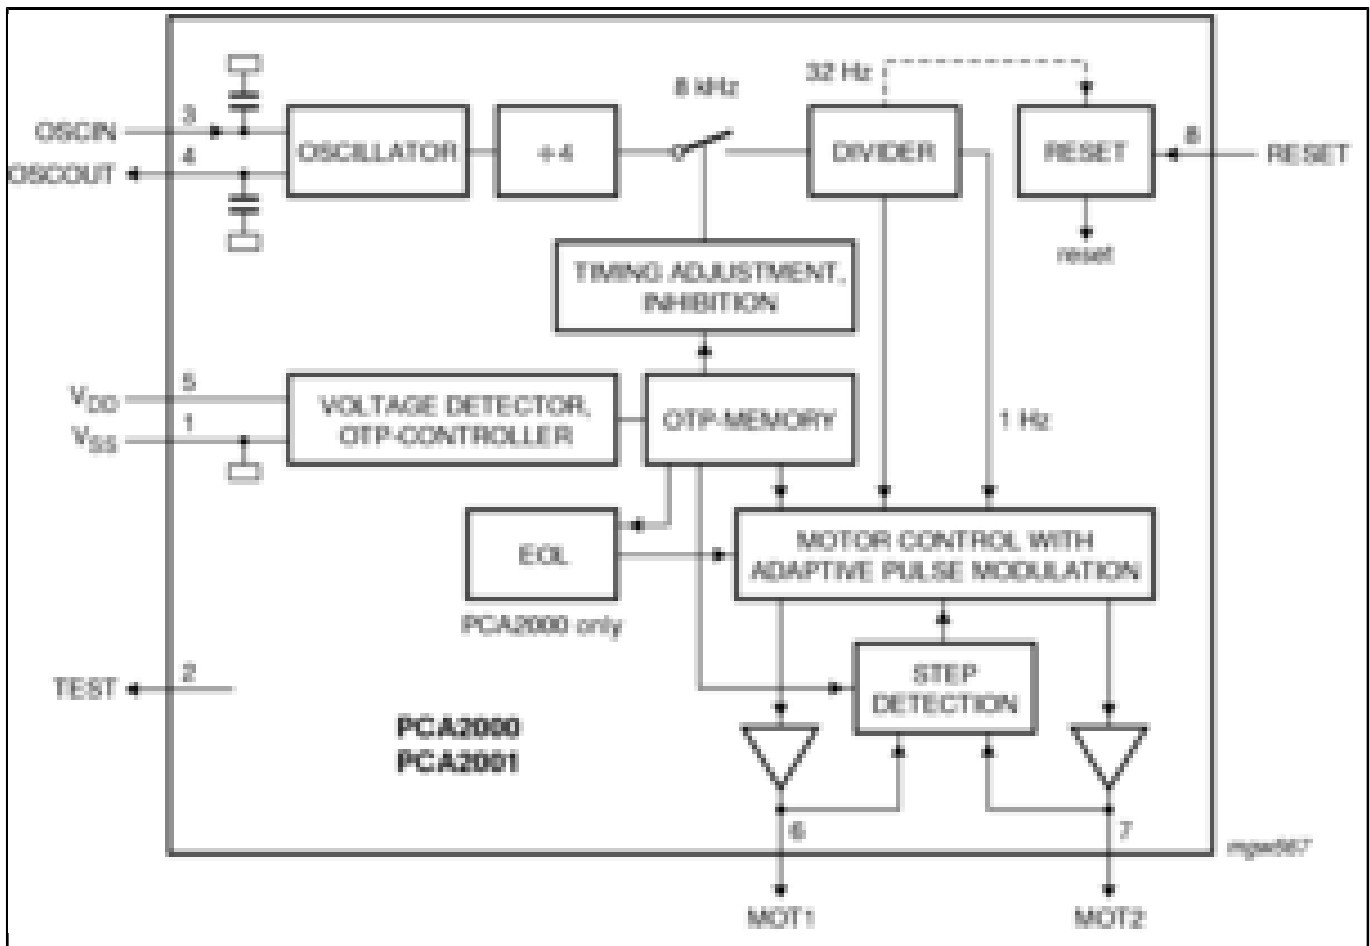 32 Hz
8 kHz
3
OSCIN
OSCILLATOR
÷4
DIVIDER
RESET
8
RESET
4
OSCOUT
reset
TIMING ADJUSTMENT,
INHIBITION
5
VDD
VOLTAGE DETECTOR,
OTP-CONTROLLER
OTP-MEMORY
1 Hz
1
VSS
EOL
MOTOR CONTROL WITH
ADAPTIVE PULSE MODULATION
PCA2000 only
2
TEST
STEP
DETECTION
PCA2000
PCA2001
6
7
mgw567
MOT1
MOT2